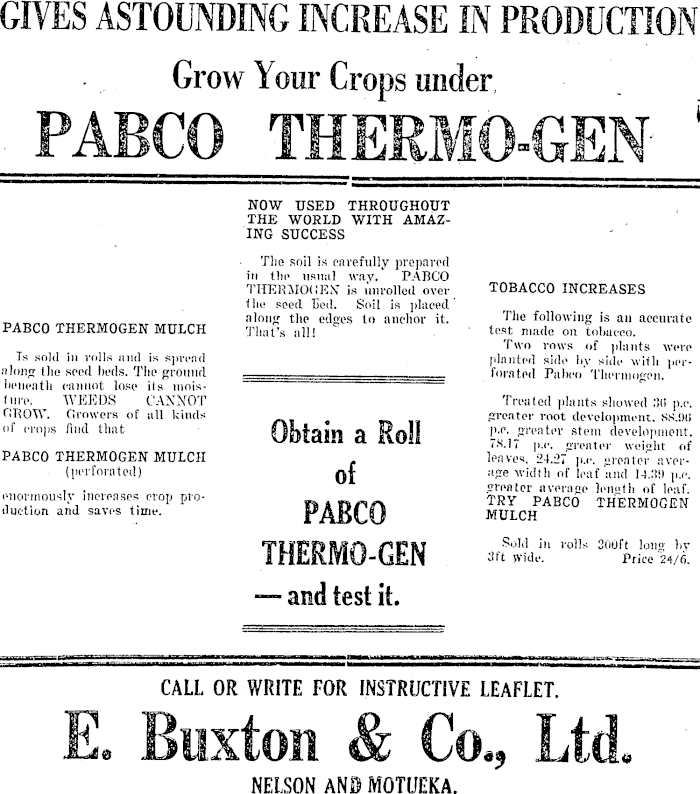 GIVES ASTOUNDING INCREASE IN PRODUCTION
Grow Your Crops under
PABCO THERMO-GEN
PABCO THERMOGEN MULCH
Is sold in rolls and is spread
along the seed beds. The ground
beneath cannot lose its mois-
ture. WEEDS CANNOT
GROW. Growers of all kinds
of crops find that
PABCO THERMOGEN MULCH
(perforated)
enormously increases crop pro-
duction and saves time.
NOW USED THROUGHOUT
THE WORLD WITH AMAZ-
ING SUCCESS
The soil is carefully prepared
in the usual way. PABCO
THERMOGEN is unrolled over
the seed bed. Soil is placed
along the edges to anchor it.
That's all!
Obtain a Roll
of
PABCO
THERMO-GEN
— and test it.
TOBACCO INCREASES
The following is an accurate
test made on tobacco.
Two rows of plants were
planted side by side with per-
forated Pabco Thermogen.
Treated plants showed 36 p.c.
greater root development, 88.96
p.c. greater stem development,
78.17 p.c. greater weight of
leaves, 24.27 p.c. greater aver-
age width of leaf and 14.39 p.c.
greater average length of leaf.
TRY PABCO THERMOGEN
MULCH
Sold in rolls 300ft long by
3ft wide. Price 24/6.
CALL OR WRITE FOR INSTRUCTIVE LEAFLET.
E. Buxton & Co., Ltd.
NELSON AND MOTUEKA.